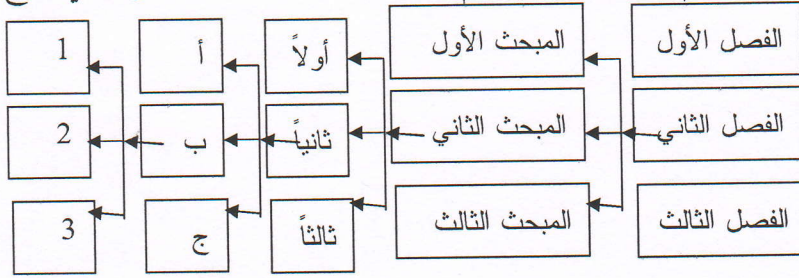 الفصل الأول المبحث الأول أولاً أ 1
الفصل الثاني المبحث الثاني ثانياً ب 2
الفصل الثالث المبحث الثالث ثالثاً ج 3